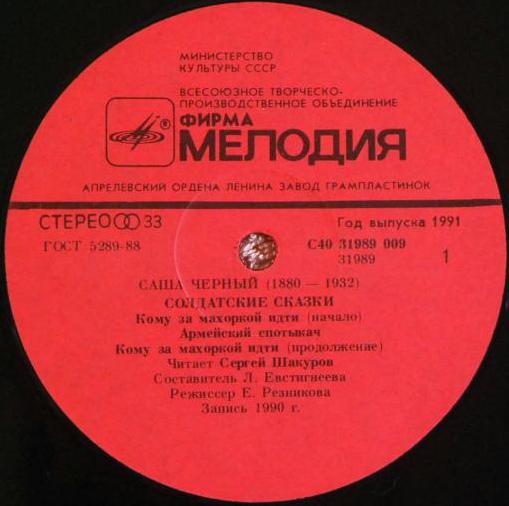 МИНИСТЕРСТВО
КУЛЬТУРЫ СССР
ВСЕСОЮЗНОЕ ТВОРЧЕСКО-
ПРОИЗВОДСТВЕННОЕ ОБЪЕДИНЕНИЕ
ФИРМА
®
МЕЛОДИЯ
АПРЕЛЕВСКИЙ ОРДЕНА ЛЕНИНА ЗАВОД ГРАМПЛАСТИНОК
СТЕРЕО 33
Год выпуска 1991
ГОСТ 5289-88
С40 31989 009
31989
1
САША ЧЕРНЫЙ (1880 — 1932)
СОЛДАТСКИЕ СКАЗКИ
Кому за махоркой идти (начало)
Армейский спотыкач
Кому за махоркой идти (продолжение)
Читает Сергей Шакуров
Составитель Л. Евстигнеева
Режиссер Е. Резникова
Запись 1990 г.